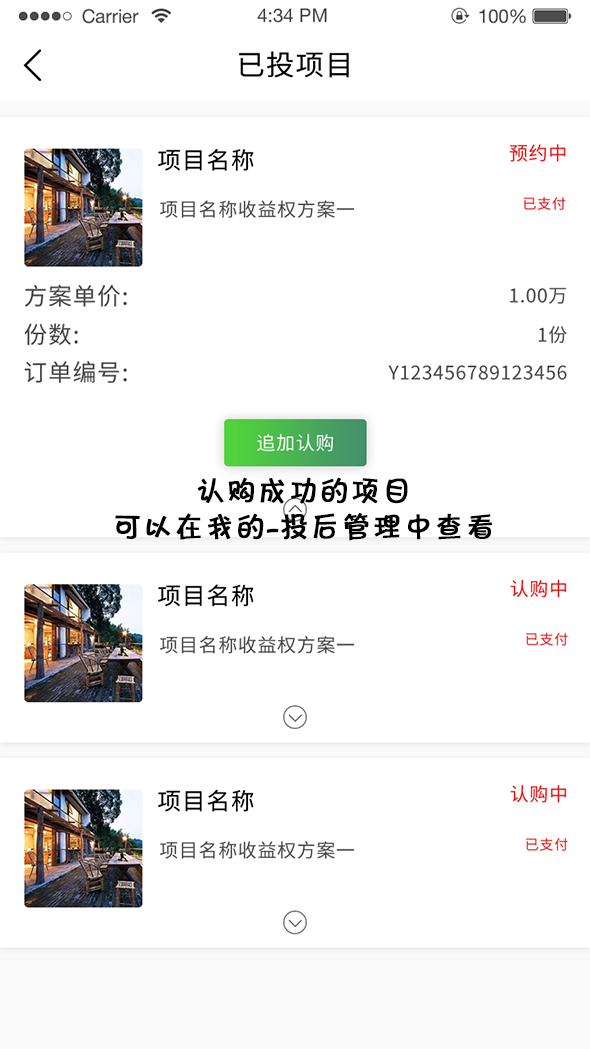 Carrier 4:34 PM 100%
已投项目
项目名称 预约中
项目名称收益权方案一 已支付
方案单价: 1.00万
份数: 1份
订单编号: Y123456789123456
追加认购
认购成功的项目
可以在我的-投后管理中查看
项目名称 认购中
项目名称收益权方案一 已支付
项目名称 认购中
项目名称收益权方案一 已支付